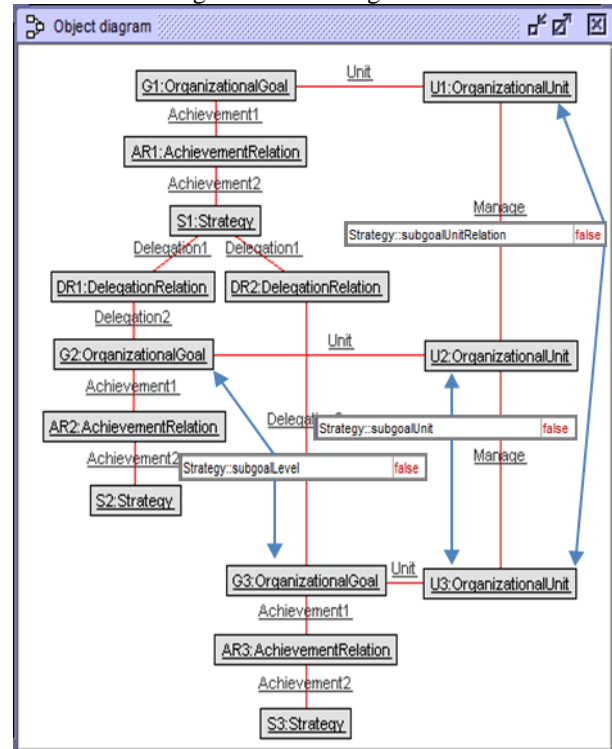 Object diagram
G1:OrganizationalGoal
Unit
U1:OrganizationalUnit
Achievement1
AR1:AchievementRelation
Achievement2
S1:Strategy
Manage
Strategy::subgoalUnitRelation false
Delegation1 Delegation1
DR1:DelegationRelation DR2:DelegationRelation
Delegation2
Unit
G2:OrganizationalGoal U2:OrganizationalUnit
Achievement1
AR2:AchievementRelation
Strategy::subgoalUnit false
Achievement2
Manage
Strategy::subgoalLevel false
S2:Strategy
G3:OrganizationalGoal
Unit
U3:OrganizationalUnit
Achievement1
AR3:AchievementRelation
Achievement2
S3:Strategy